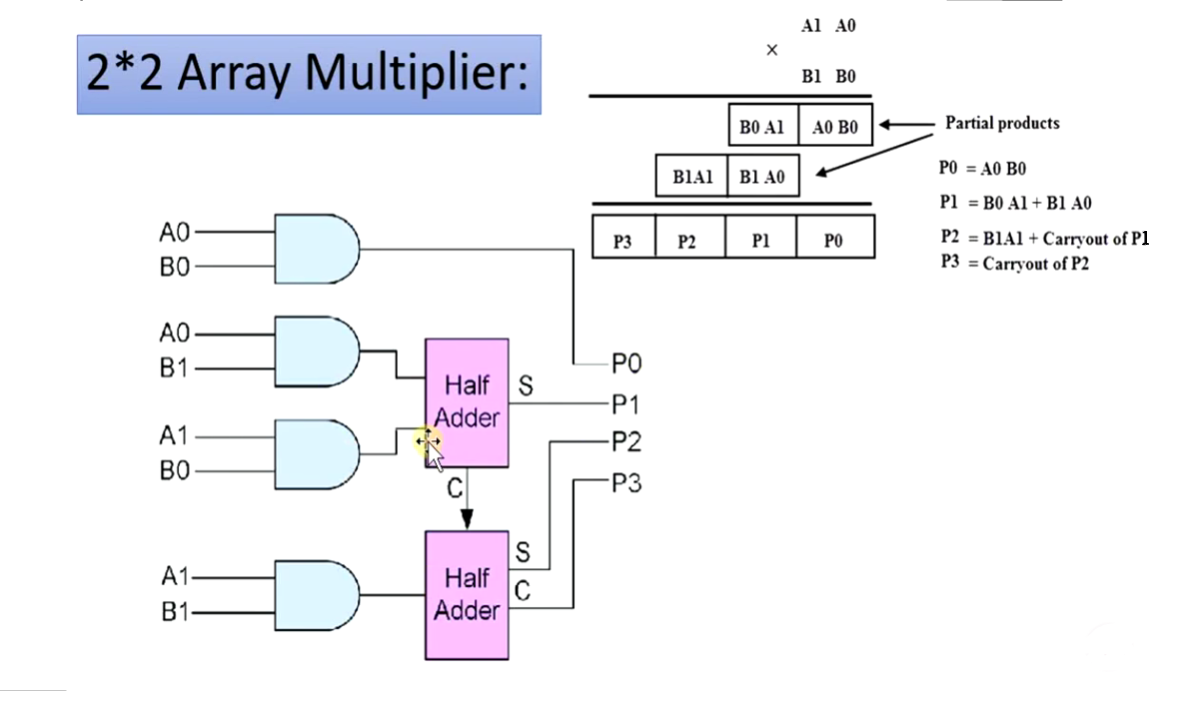 2*2 Array Multiplier:
A1 A0
×
B1 B0
B0 A1 A0 B0
Partial products
B1A1 B1 A0
P3 P2 P1 P0
P0 = A0 B0
P1 = B0 A1 + B1 A0
P2 = B1A1 + Carryout of P1
P3 = Carryout of P2
A0
B0
A0
B1
A1
B0
A1
B1
Half
Adder
S
C
Half
Adder
S
C
P0
P1
P2
P3